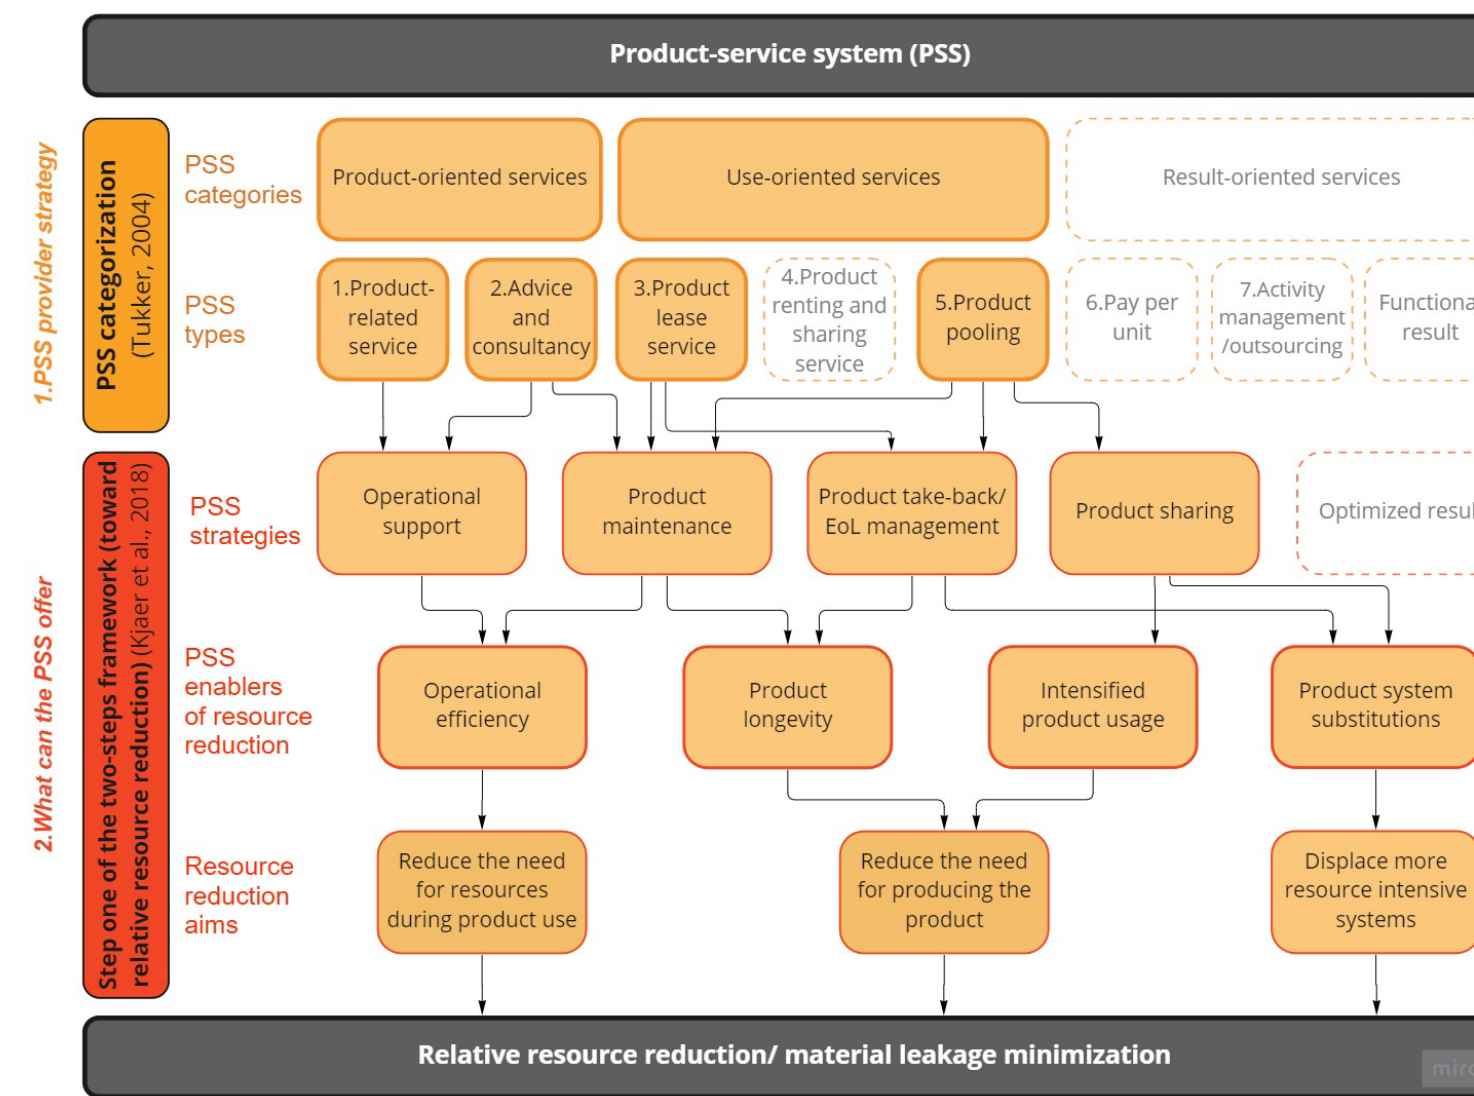 Product-service system (PSS)
1.PSS provider strategy
PSS categorization
(Tukker, 2004)
PSS
categories
Product-oriented services
Use-oriented services
Result-oriented services
PSS
types
1.Product-
related
service
2.Advice
and
consultancy
3.Product
lease
service
4.Product
renting and
sharing
service
5.Product
pooling
6.Pay per
unit
7.Activity
management
/outsourcing
Functiona
result
2.What can the PSS offer
Step one of the two-steps framework (toward
relative resource reduction) (Kjaer et al., 2018)
PSS
strategies
Operational
support
Product
maintenance
Product take-back/
EoL management
Product sharing
Optimized resul
PSS
enablers
of resource
reduction
Operational
efficiency
Product
longevity
Intensified
product usage
Product system
substitutions
Resource
reduction
aims
Reduce the need
for resources
during product use
Reduce the need
for producing the
product
Displace more
resource intensive
systems
Relative resource reduction/ material leakage minimization
miro